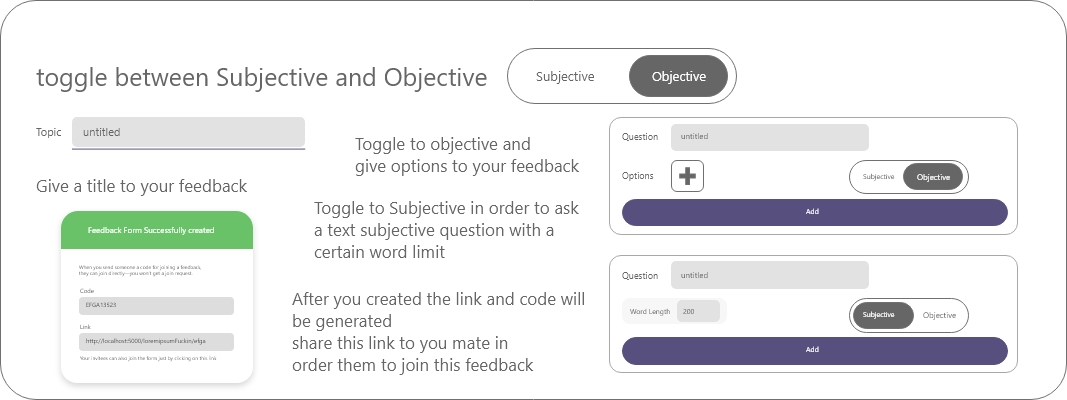 toggle between Subjective and Objective
Subjective
Objective
Topic
untitled
Give a title to your feedback
Feedback Form Successfully created
When you send someone a code for joining a feedback,
they can join directly—you won't get a join request
Code
EFGA13623
Link
http://localhost:5000/loremipsumFuckin/efga
Your invitees can also join the form just by clicking on this link
Toggle to objective and
give options to your feedback
Toggle to Subjective in order to ask
a text subjective question with a
certain word limit
After you created the link and code will
be generated
share this link to you mate in
order them to join this feedback
Question
untitled
Options
Subjective
Objective
Add
Question
untitled
Word Length
200
Subjective
Objective
Add